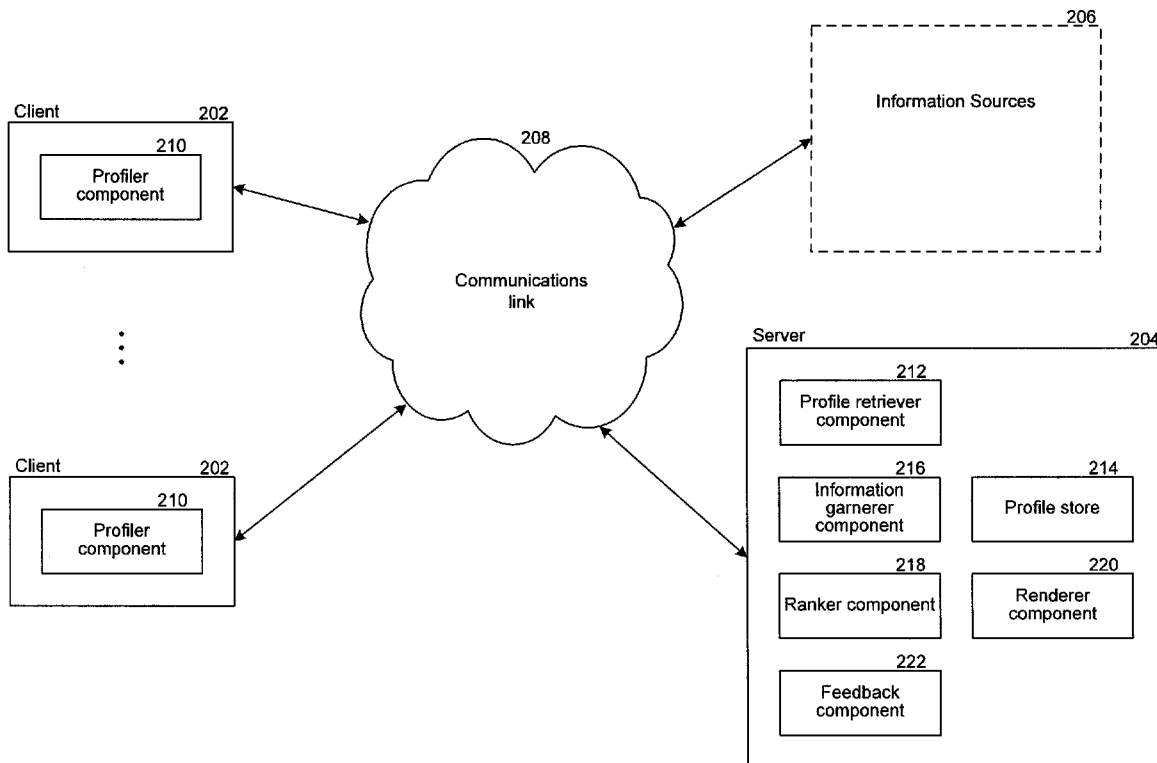 206
Information Sources
Client
202
210
Profiler
component
208
Communications
link
Client
202
210
Profiler
component
Server
204
212
Profile retriever
component
216
Information
garnerer
component
214
Profile store
218
Ranker component
220
Renderer
component
222
Feedback
component